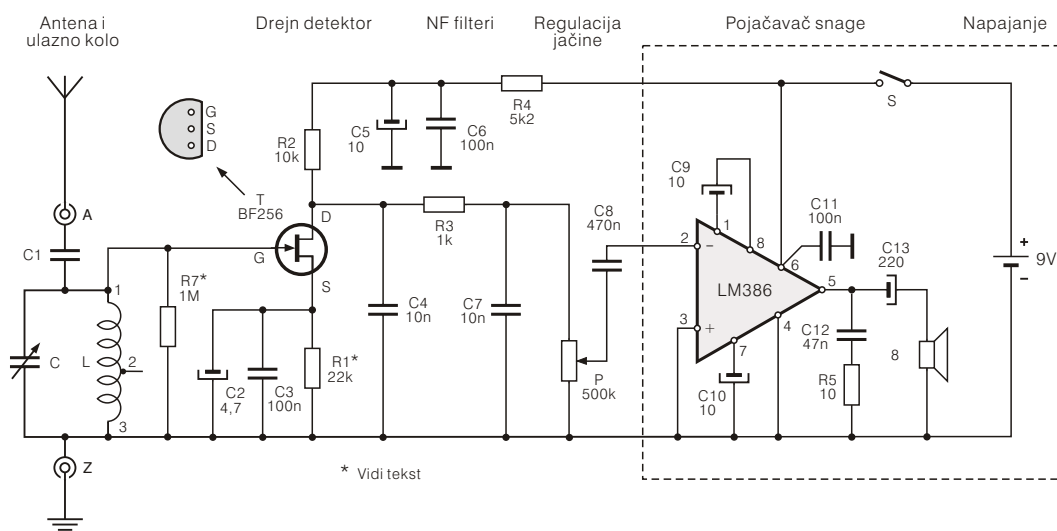 Antena i
ulazno kolo
Drejn detektor
NF filteri
Regulacija
jačine
Pojačavač snage
Napajanje
G
S
D
T
BF256
A
C1
C
L
1
2
3
Z
R7*
1M
G
D
S
R2
10k
C5
10
C6
100n
R4
5k2
R3
1k
C2
4,7
C3
100n
R1*
22k
C4
10n
C7
10n
C8
470n
P
500k
C9
10
1
8
2
−
3
+
LM386
6
5
4
7
C10
10
C11
100n
C12
47n
R5
10
C13
220
8
S
+
9V
−
* Vidi tekst